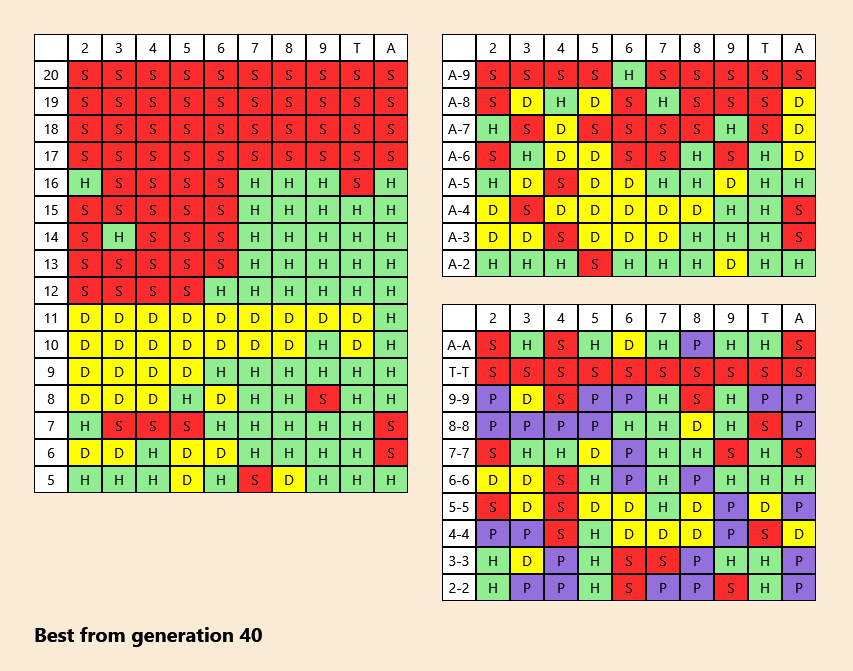 2 3 4 5 6 7 8 9 T A
20 S S S S S S S S S S
19 S S S S S S S S S S
18 S S S S S S S S S S
17 S S S S S S S S S S
16 H S S S S H H H S H
15 S S S S S H H H H H
14 S H S S S H H H H H
13 S S S S S H H H H H
12 S S S S H H H H H H
11 D D D D D D D D D H
10 D D D D D D D H D H
9 D D D D H H H H H H
8 D D D H D H H S H H
7 H S S S H H H H H S
6 D D H D D H H H H S
5 H H H D H S D H H H
2 3 4 5 6 7 8 9 T A
A-9 S S S S H S S S S S
A-8 S D H D S H S S S D
A-7 H S D S S S S H S D
A-6 S H D D S S H S H D
A-5 H D S D D H H D H H
A-4 D S D D D D D H H S
A-3 D D S D D D H H H S
A-2 H H H S H H H D H H
2 3 4 5 6 7 8 9 T A
A-A S H S H D H P H H S
T-T S S S S S S S S S S
9-9 P D S P P H S H P P
8-8 P P P P H H D H S P
7-7 S H H D P H H S H S
6-6 D D S H P H P H H H
5-5 S D S D D H D P D P
4-4 P P S H D D D P S D
3-3 H D P H S S P H H P
2-2 H P P H S P P S H P
Best from generation 40